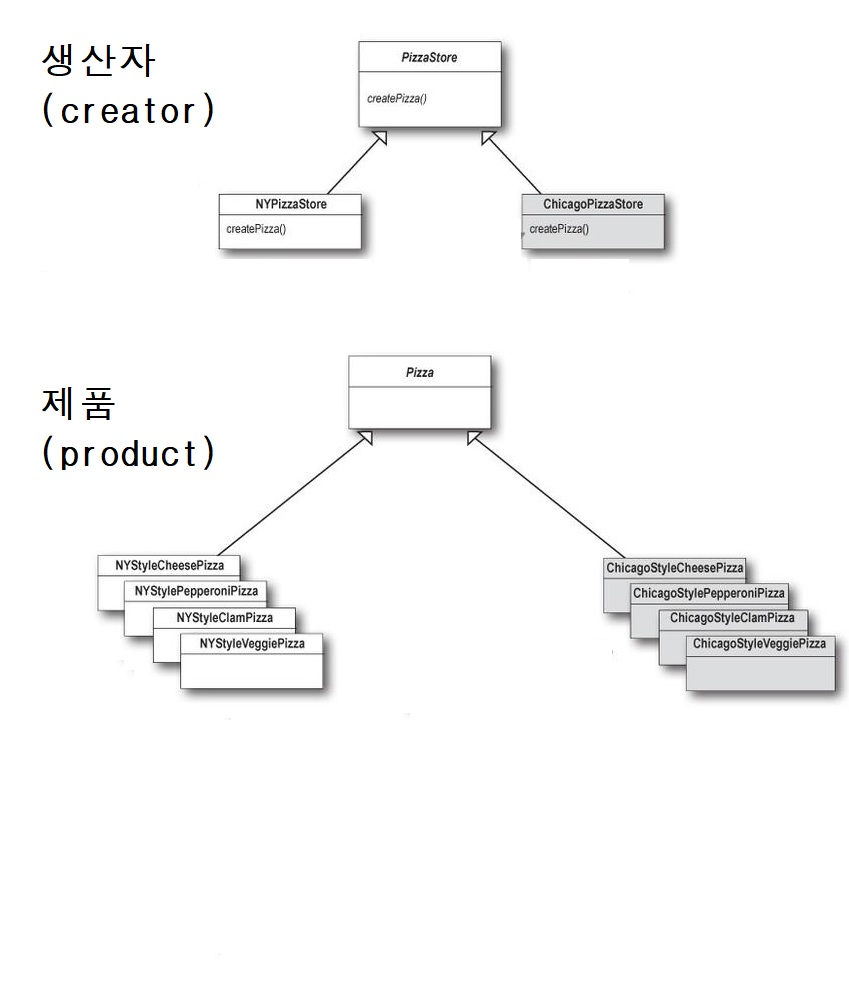 생산자
(creator)
PizzaStore
createPizza()
NYPizzaStore
createPizza()
ChicagoPizzaStore
createPizza()
제품
(product)
Pizza
NYStyleCheesePizza
NYStylePepperoniPizza
NYStyleClamPizza
NYStyleVeggiePizza
ChicagoStyleCheesePizza
ChicagoStylePepperoniPizza
ChicagoStyleClamPizza
ChicagoStyleVeggiePizza